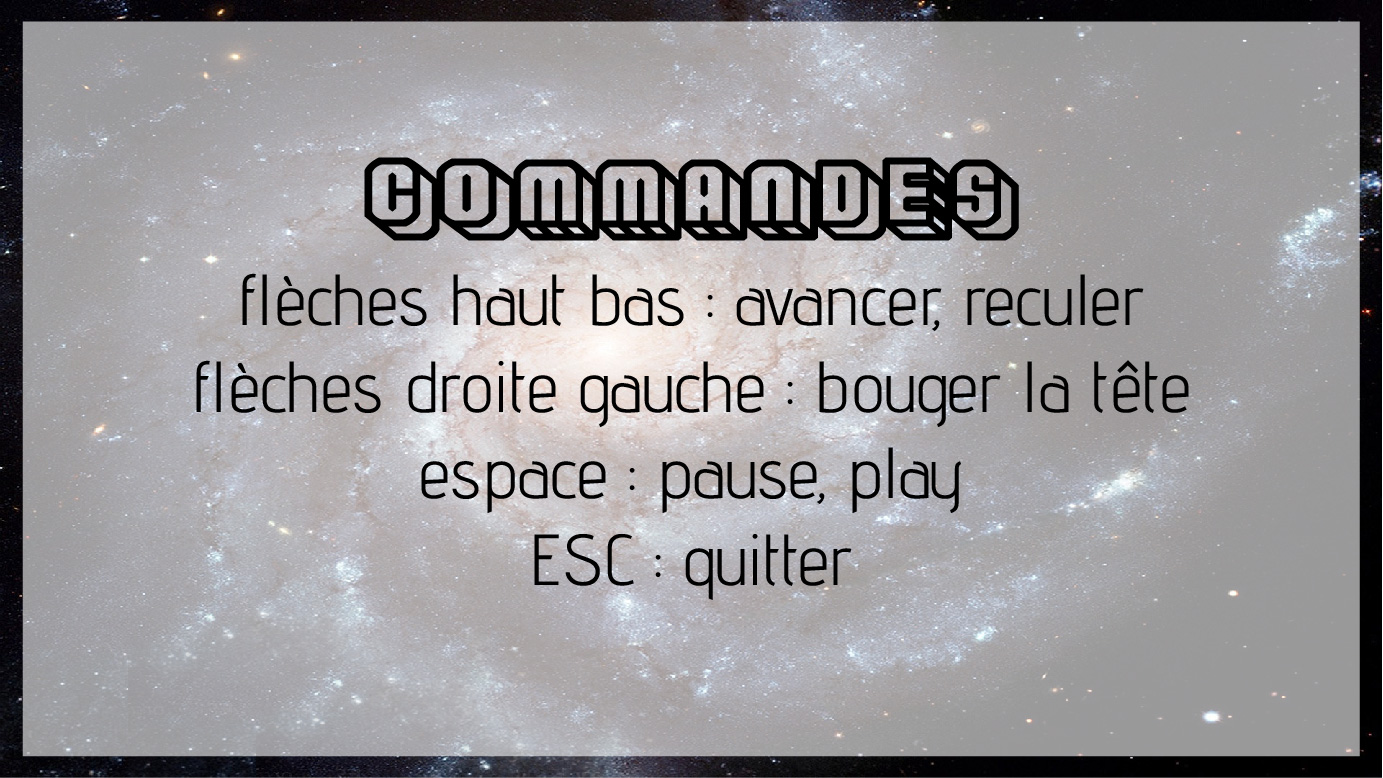 COMMANDES
flèches haut bas : avancer, reculer
flèches droite gauche : bouger la tête
espace : pause, play
ESC : quitter